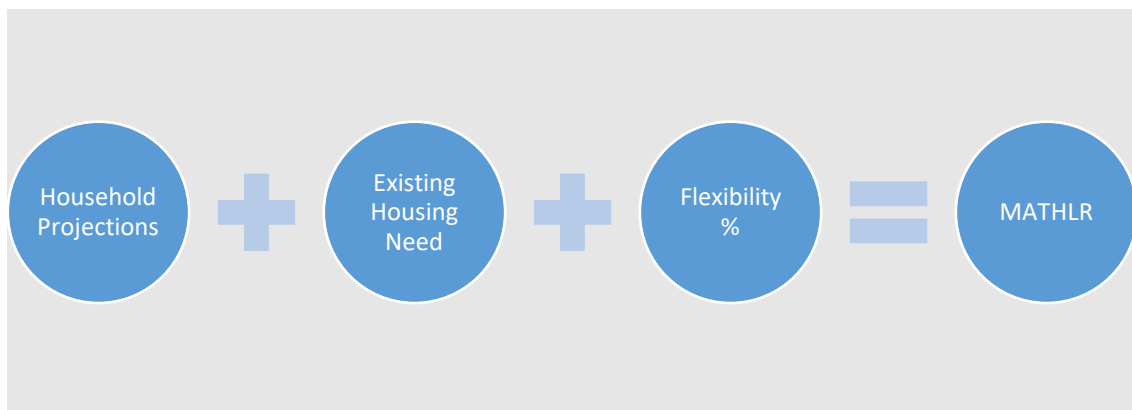 Household
Projections
Existing
Housing
Need
Flexibility
%
MATHLR